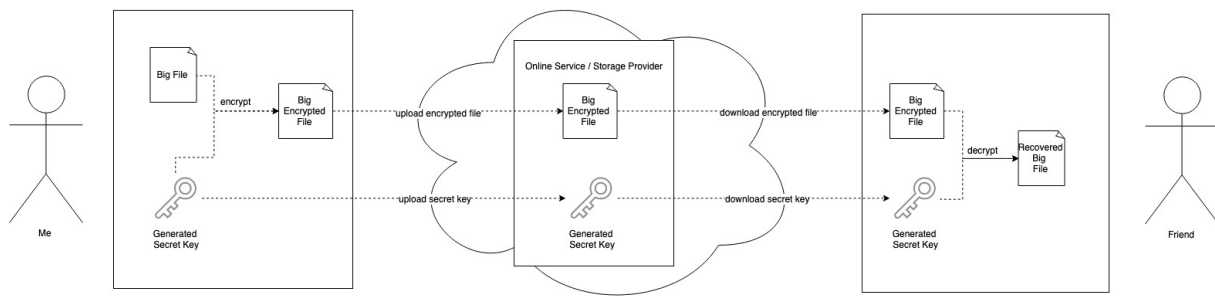 Online Service / Storage Provider
Big File
encrypt
Big
Encrypted
File
upload encrypted file
Big
Encrypted
File
download encrypted file
Big
Encrypted
File
decrypt
Recovered
Big
File
upload secret key
download secret key
Generated
Secret Key
Generated
Secret Key
Generated
Secret Key
Me
Friend